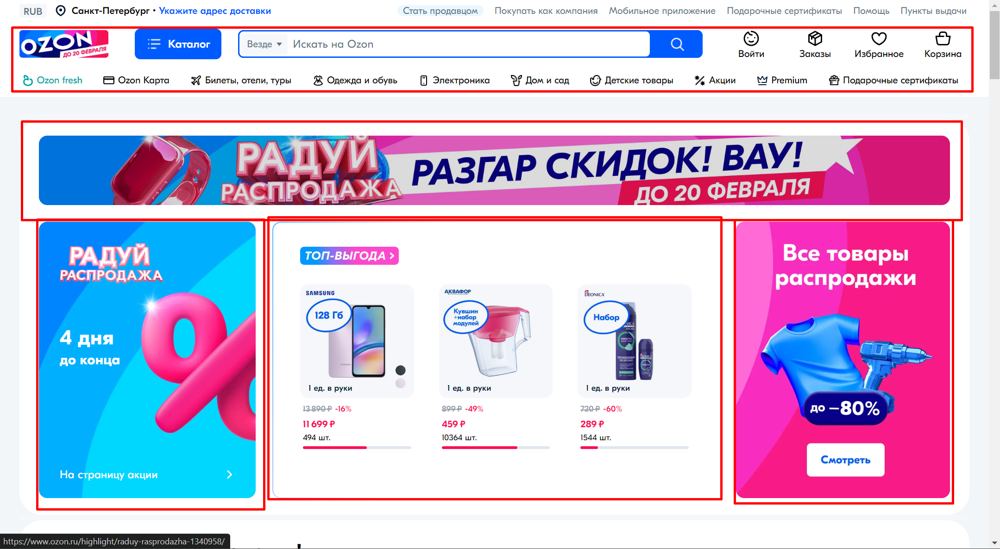 RUB Санкт-Петербург • Укажите адрес доставки Стать продавцом Покупать как компания Мобильное приложение Подарочные сертификаты Помощь Пункты выдачи
OZON
ДО 20 ФЕВРАЛЯ
Каталог
Везде Искать на Ozon
Войти Заказы Избранное Корзина
Ozon fresh Ozon Карта Билеты, отели, туры Одежда и обувь Электроника Дом и сад Детские товары Акции Premium Подарочные сертификаты
РАДУЙ
РАСПРОДАЖА
РАЗГАР СКИДОК! ВАУ!
ДО 20 ФЕВРАЛЯ
РАДУЙ
РАСПРОДАЖА
4 дня
до конца
На страницу акции
ТОП-ВЫГОДА
SAMSUNG
128 Гб
1 ед. в руки
13 890 ₽ -16%
11 699 ₽
494 шт.
АКВАФОР
Кувшин
+набор
модулей
1 ед. в руки
899 ₽ -49%
459 ₽
10364 шт.
DEONICA
Набор
FOR MEN
PERFECTLY
ОХЛАЖДАЮЩИЙ
DEONICA
1 ед. в руки
720 ₽ -60%
289 ₽
1544 шт.
Все товары
распродажи
до –80%
Смотреть
https://www.ozon.ru/highlight/raduy-rasprodazha-1340958/